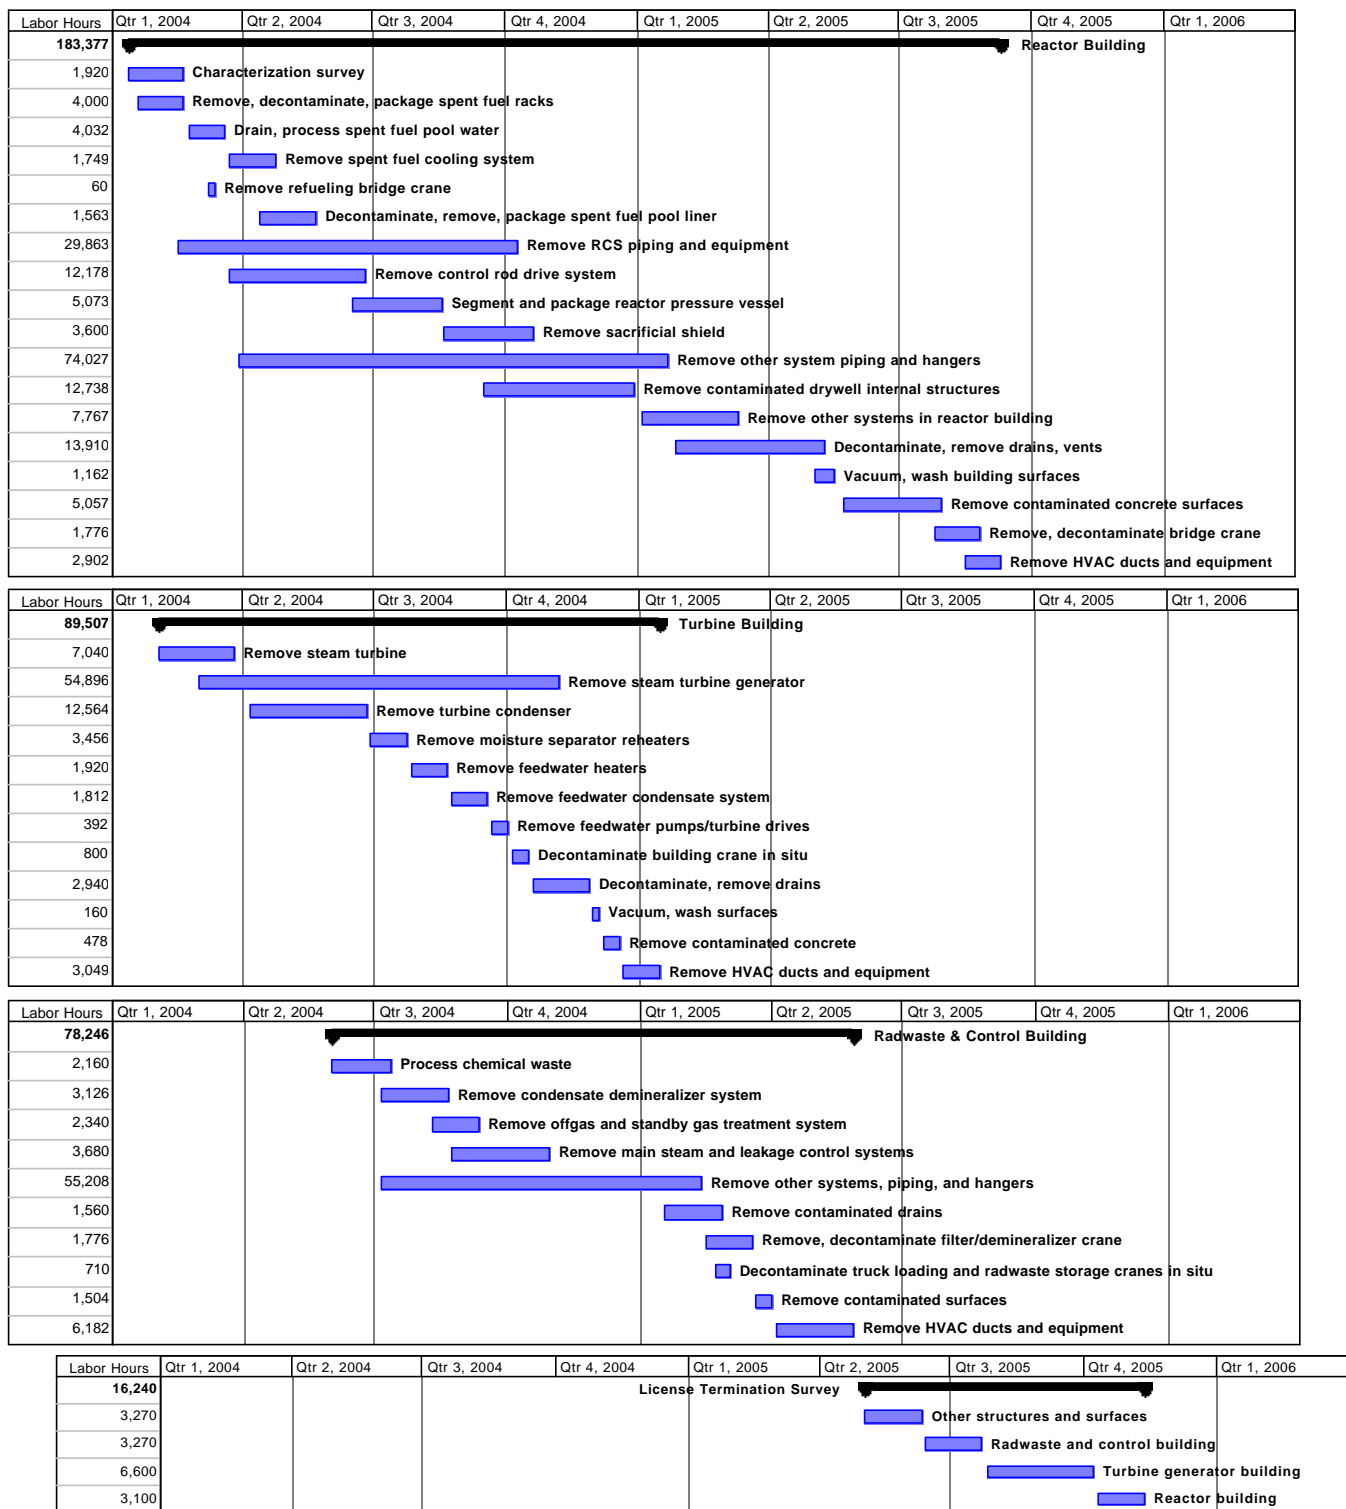 Labor Hours Qtr 1, 2004 Qtr 2, 2004 Qtr 3, 2004 Qtr 4, 2004 Qtr 1, 2005 Qtr 2, 2005 Qtr 3, 2005 Qtr 4, 2005 Qtr 1, 2006
183,377 Reactor Building
1,920 Characterization survey
4,000 Remove, decontaminate, package spent fuel racks
4,032 Drain, process spent fuel pool water
1,749 Remove spent fuel cooling system
60 Remove refueling bridge crane
1,563 Decontaminate, remove, package spent fuel pool liner
29,863 Remove RCS piping and equipment
12,178 Remove control rod drive system
5,073 Segment and package reactor pressure vessel
3,600 Remove sacrificial shield
74,027 Remove other system piping and hangers
12,738 Remove contaminated drywell internal structures
7,767 Remove other systems in reactor building
13,910 Decontaminate, remove drains, vents
1,162 Vacuum, wash building surfaces
5,057 Remove contaminated concrete surfaces
1,776 Remove, decontaminate bridge crane
2,902 Remove HVAC ducts and equipment
Labor Hours Qtr 1, 2004 Qtr 2, 2004 Qtr 3, 2004 Qtr 4, 2004 Qtr 1, 2005 Qtr 2, 2005 Qtr 3, 2005 Qtr 4, 2005 Qtr 1, 2006
89,507 Turbine Building
7,040 Remove steam turbine
54,896 Remove steam turbine generator
12,564 Remove turbine condenser
3,456 Remove moisture separator reheaters
1,920 Remove feedwater heaters
1,812 Remove feedwater condensate system
392 Remove feedwater pumps/turbine drives
800 Decontaminate building crane in situ
2,940 Decontaminate, remove drains
160 Vacuum, wash surfaces
478 Remove contaminated concrete
3,049 Remove HVAC ducts and equipment
Labor Hours Qtr 1, 2004 Qtr 2, 2004 Qtr 3, 2004 Qtr 4, 2004 Qtr 1, 2005 Qtr 2, 2005 Qtr 3, 2005 Qtr 4, 2005 Qtr 1, 2006
78,246 Radwaste & Control Building
2,160 Process chemical waste
3,126 Remove condensate demineralizer system
2,340 Remove offgas and standby gas treatment system
3,680 Remove main steam and leakage control systems
55,208 Remove other systems, piping, and hangers
1,560 Remove contaminated drains
1,776 Remove, decontaminate filter/demineralizer crane
710 Decontaminate truck loading and radwaste storage cranes in situ
1,504 Remove contaminated surfaces
6,182 Remove HVAC ducts and equipment
Labor Hours Qtr 1, 2004 Qtr 2, 2004 Qtr 3, 2004 Qtr 4, 2004 Qtr 1, 2005 Qtr 2, 2005 Qtr 3, 2005 Qtr 4, 2005 Qtr 1, 2006
16,240 License Termination Survey
3,270 Other structures and surfaces
3,270 Radwaste and control building
6,600 Turbine generator building
3,100 Reactor building